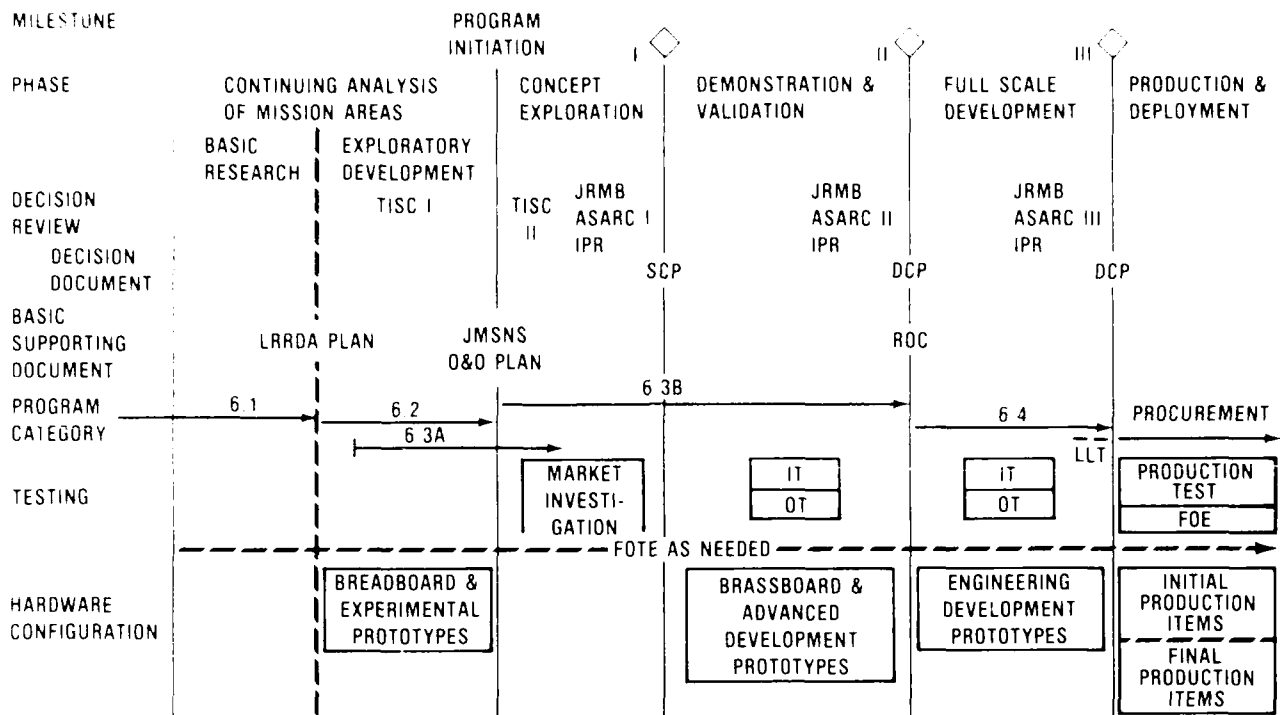 MILESTONE
PROGRAM
INITIATION
I
II
III
PHASE
CONTINUING ANALYSIS
OF MISSION AREAS
CONCEPT
EXPLORATION
DEMONSTRATION &
VALIDATION
FULL SCALE
DEVELOPMENT
PRODUCTION &
DEPLOYMENT
BASIC
RESEARCH
EXPLORATORY
DEVELOPMENT
DECISION
REVIEW
TISC I
TISC
II
JRMB
ASARC I
IPR
JRMB
ASARC II
IPR
JRMB
ASARC III
IPR
DECISION
DOCUMENT
SCP
DCP
DCP
BASIC
SUPPORTING
DOCUMENT
LRRDA PLAN
JMSNS
O&O PLAN
ROC
PROGRAM
CATEGORY
6.1
6.2
6 3A
6 3B
6 4
LLT
PROCUREMENT
TESTING
MARKET
INVESTI-
GATION
IT
OT
IT
OT
PRODUCTION
TEST
FOE
FOTE AS NEEDED
HARDWARE
CONFIGURATION
BREADBOARD &
EXPERIMENTAL
PROTOTYPES
BRASSBOARD &
ADVANCED
DEVELOPMENT
PROTOTYPES
ENGINEERING
DEVELOPMENT
PROTOTYPES
INITIAL
PRODUCTION
ITEMS
FINAL
PRODUCTION
ITEMS